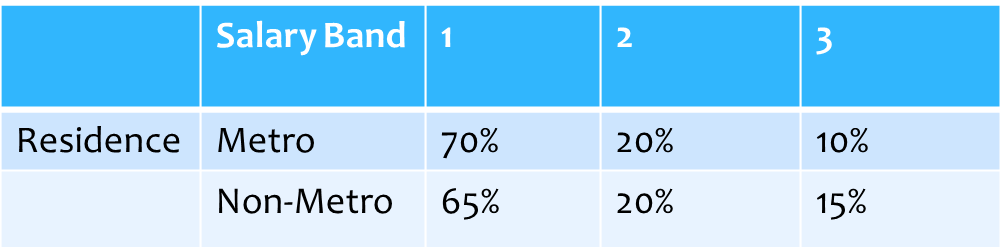 Salary Band 1 2 3
Residence Metro 70% 20% 10%
Non-Metro 65% 20% 15%